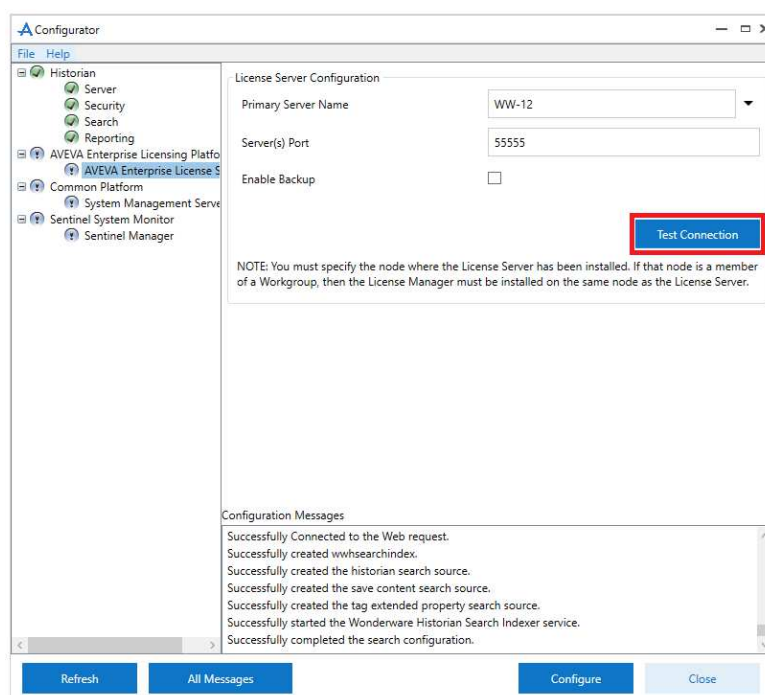 Configurator
File Help
Historian
Server
Security
Search
Reporting
AVEVA Enterprise Licensing Platfo
AVEVA Enterprise License S
Common Platform
System Management Serve
Sentinel System Monitor
Sentinel Manager
License Server Configuration
Primary Server Name WW-12
Server(s) Port 55555
Enable Backup
Test Connection
NOTE: You must specify the node where the License Server has been installed. If that node is a member
of a Workgroup, then the License Manager must be installed on the same node as the License Server.
Configuration Messages
Successfully Connected to the Web request.
Successfully created wwhsearchindex.
Successfully created the historian search source.
Successfully created the save content search source.
Successfully created the tag extended property search source.
Successfully started the Wonderware Historian Search Indexer service.
Successfully completed the search configuration.
Refresh All Messages Configure Close